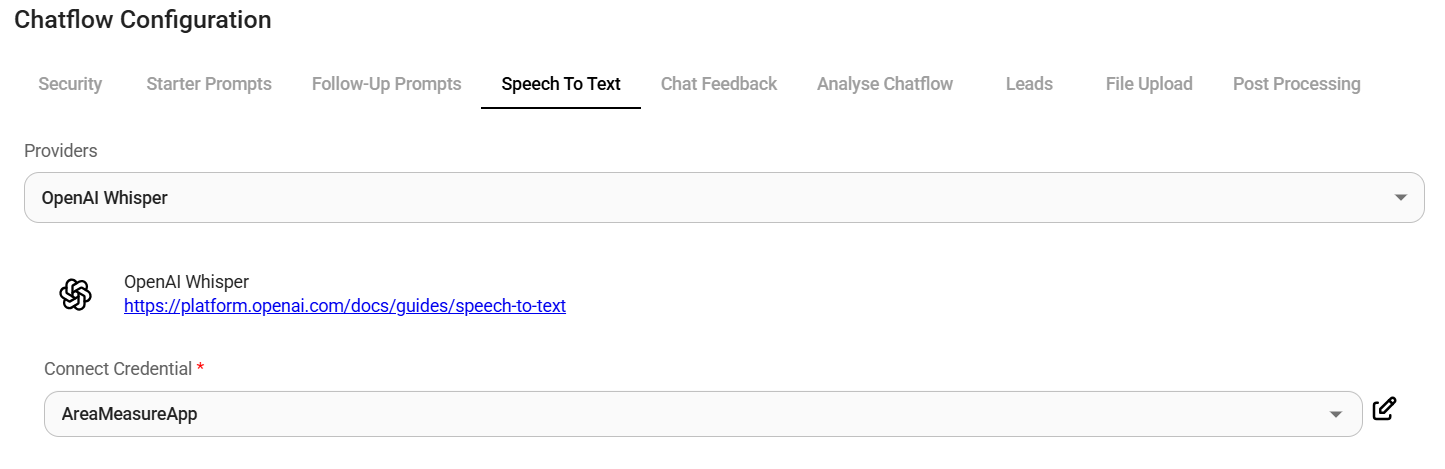 Chatflow Configuration
Security Starter Prompts Follow-Up Prompts Speech To Text Chat Feedback Analyse Chatflow Leads File Upload Post Processing
Providers
OpenAI Whisper
OpenAI Whisper
https://platform.openai.com/docs/guides/speech-to-text
Connect Credential *
AreaMeasureApp